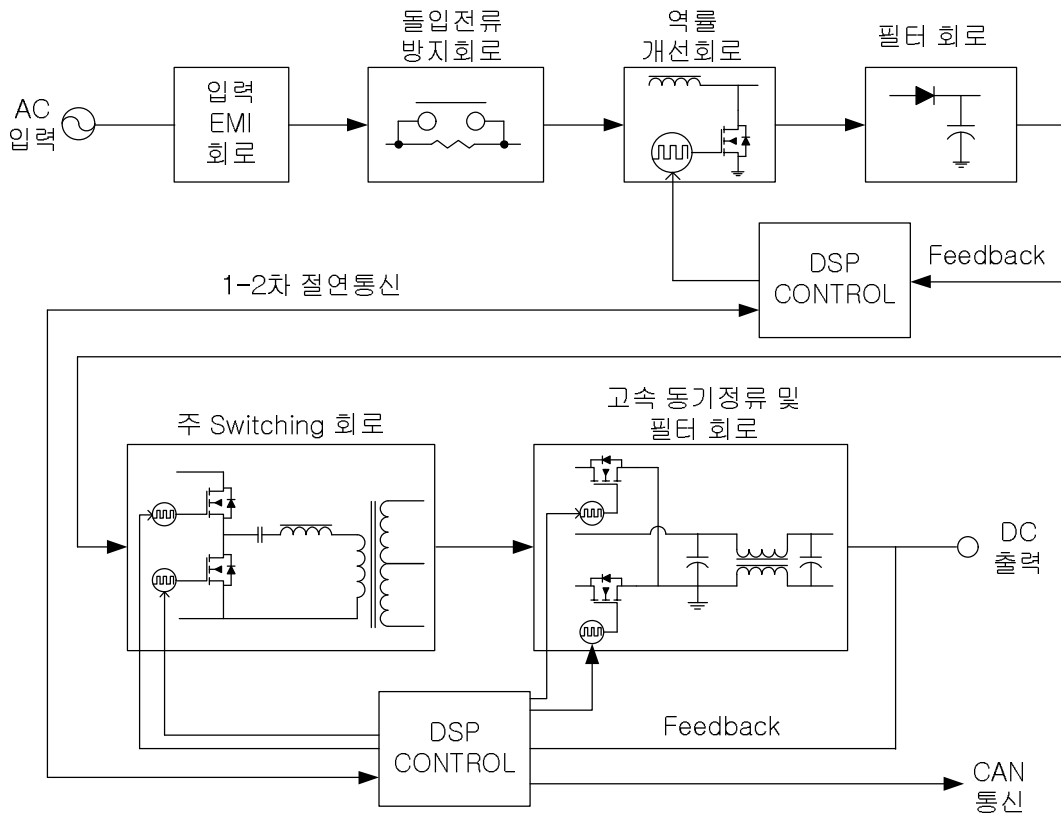 AC
입력
입력
EMI
회로
돌입전류
방지회로
역률
개선회로
필터 회로
DSP
CONTROL
Feedback
1-2차 절연통신
주 Switching 회로
고속 동기정류 및
필터 회로
DC
출력
DSP
CONTROL
Feedback
CAN
통신